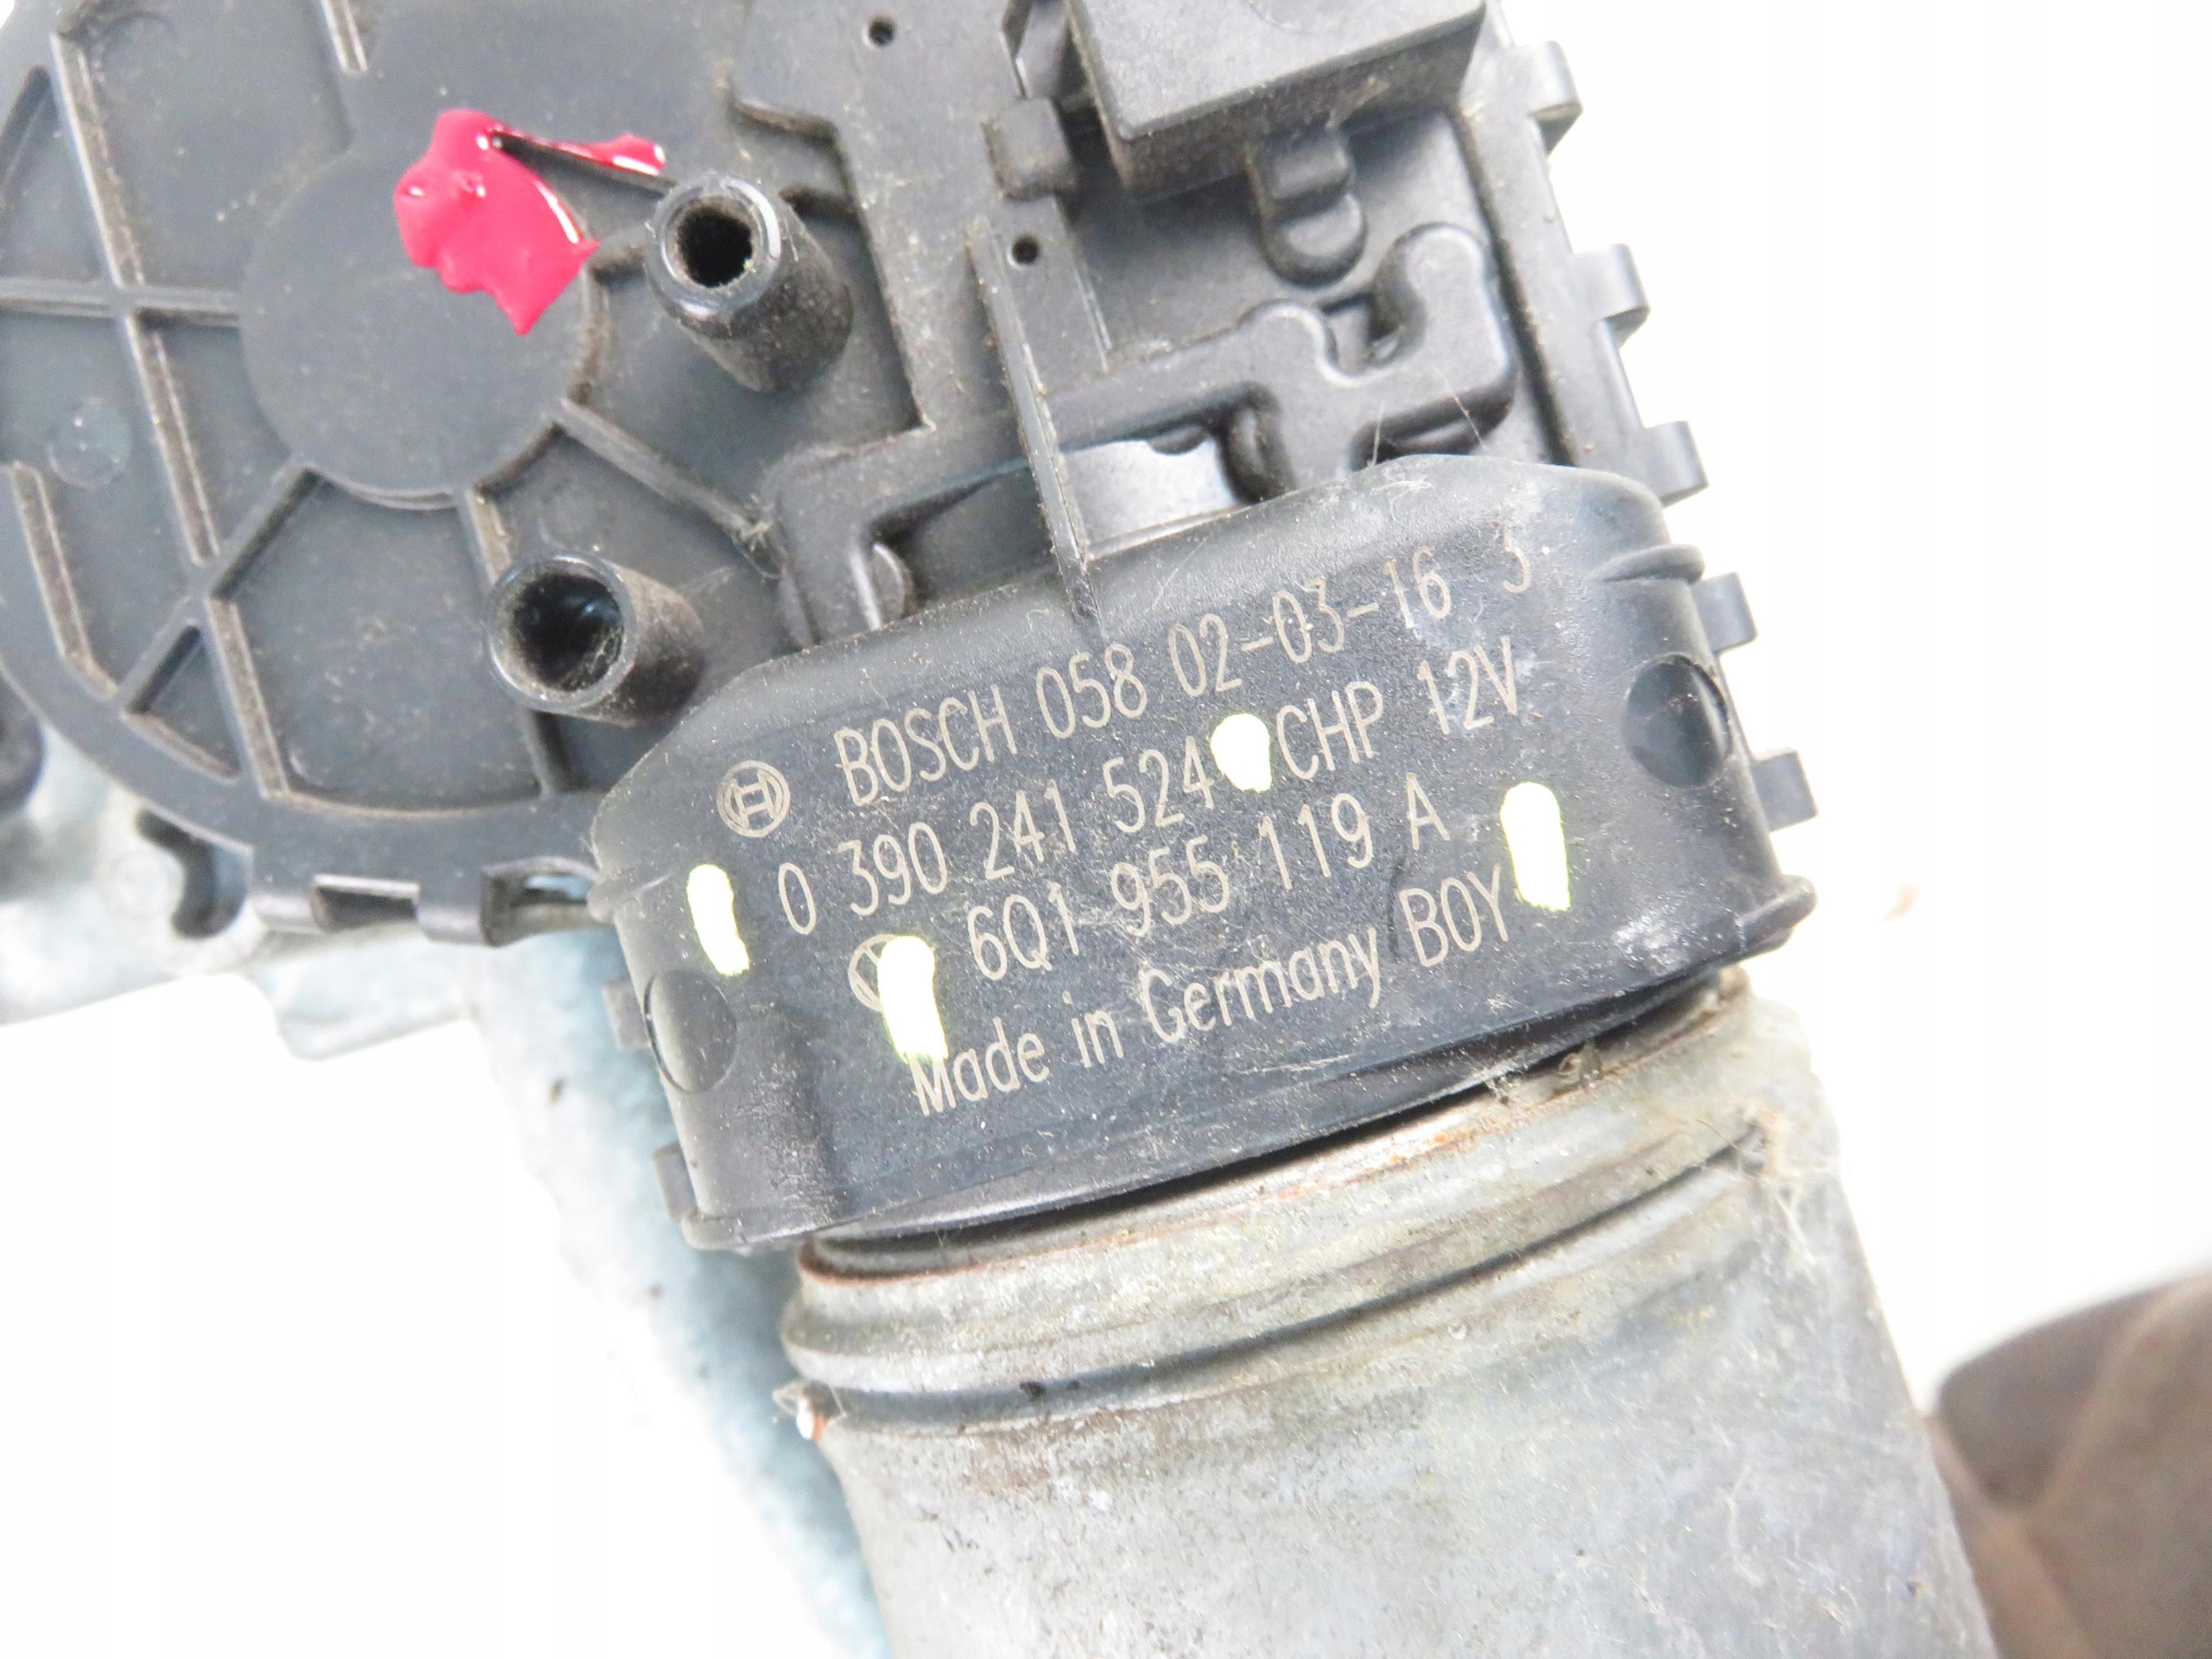 BOSCH 058 02-03-16 3
0 390 241 524 CHP 12V
6Q1 955 119 A
Made in Germany BOY